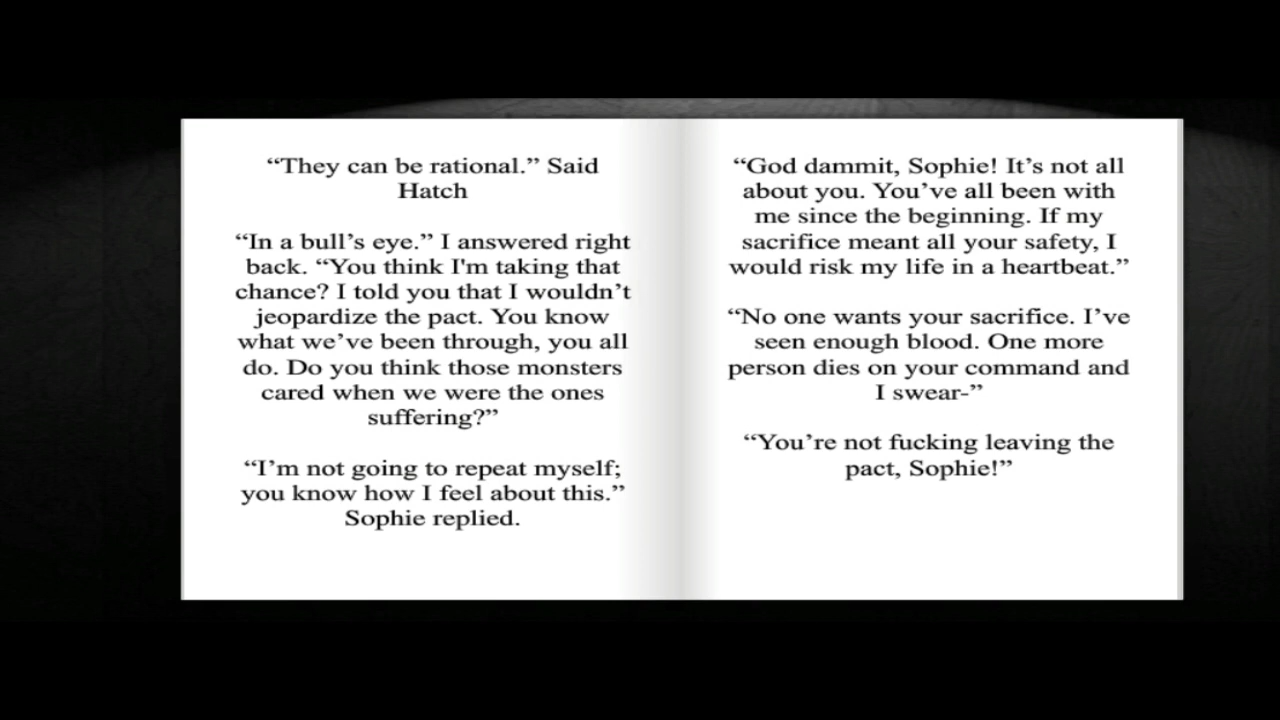 “They can be rational.” Said
Hatch
“In a bull’s eye.” I answered right
back. “You think I'm taking that
chance? I told you that I wouldn’t
jeopardize the pact. You know
what we’ve been through, you all
do. Do you think those monsters
cared when we were the ones
suffering?”
“I’m not going to repeat myself;
you know how I feel about this.”
Sophie replied.
“God dammit, Sophie! It’s not all
about you. You’ve all been with
me since the beginning. If my
sacrifice meant all your safety, I
would risk my life in a heartbeat.”
“No one wants your sacrifice. I’ve
seen enough blood. One more
person dies on your command and
I swear-”
“You’re not fucking leaving the
pact, Sophie!”